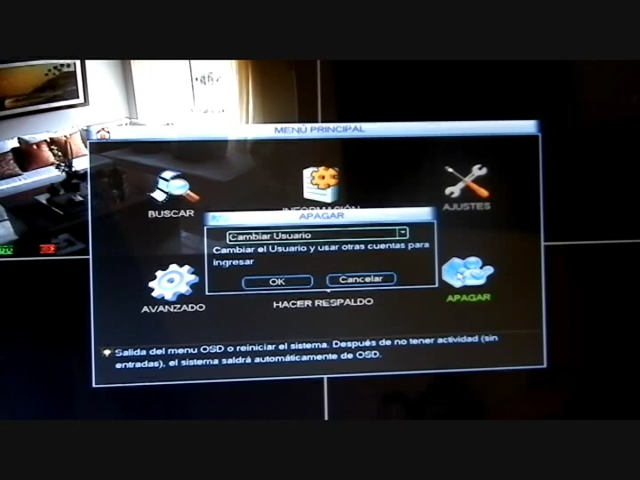 MENÚ PRINCIPAL
BUSCAR
INFORMACIÓN
AJUSTES
APAGAR
Cambiar Usuario
Cambiar el Usuario y usar otras cuentas para
ingresar
OK Cancelar
AVANZADO
HACER RESPALDO
APAGAR
Salida del menu OSD o reiniciar el sistema. Después de no tener actividad (sin
entradas), el sistema saldrá automáticamente de OSD.